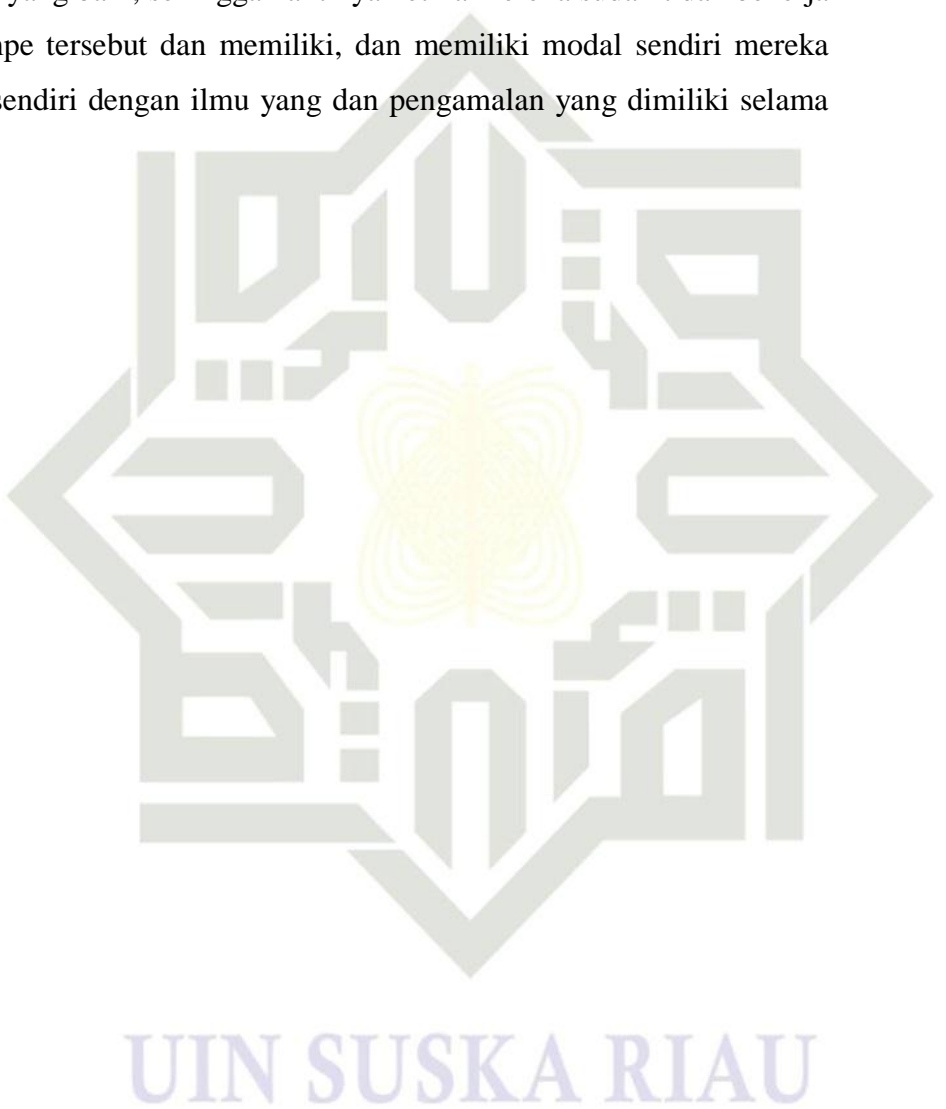 npe tersebut dan memiliki, dan memiliki modal sendiri mereka
sendiri dengan ilmu yang dan pengamalan yang dimiliki selama
UIN SUSKA RIAU